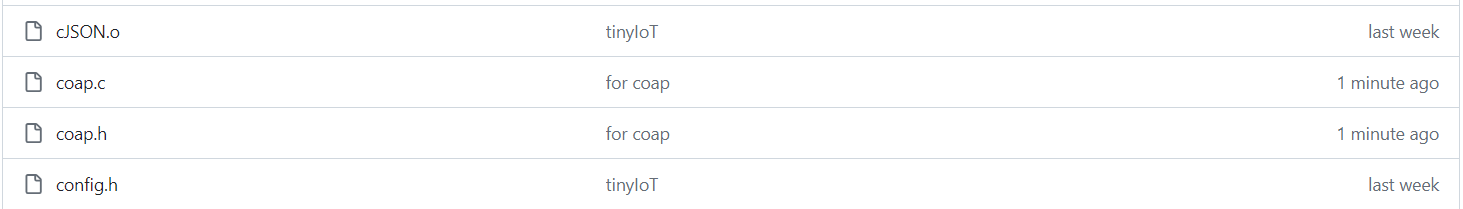 cJSON.o tinyIoT last week
coap.c for coap 1 minute ago
coap.h for coap 1 minute ago
config.h tinyIoT last week